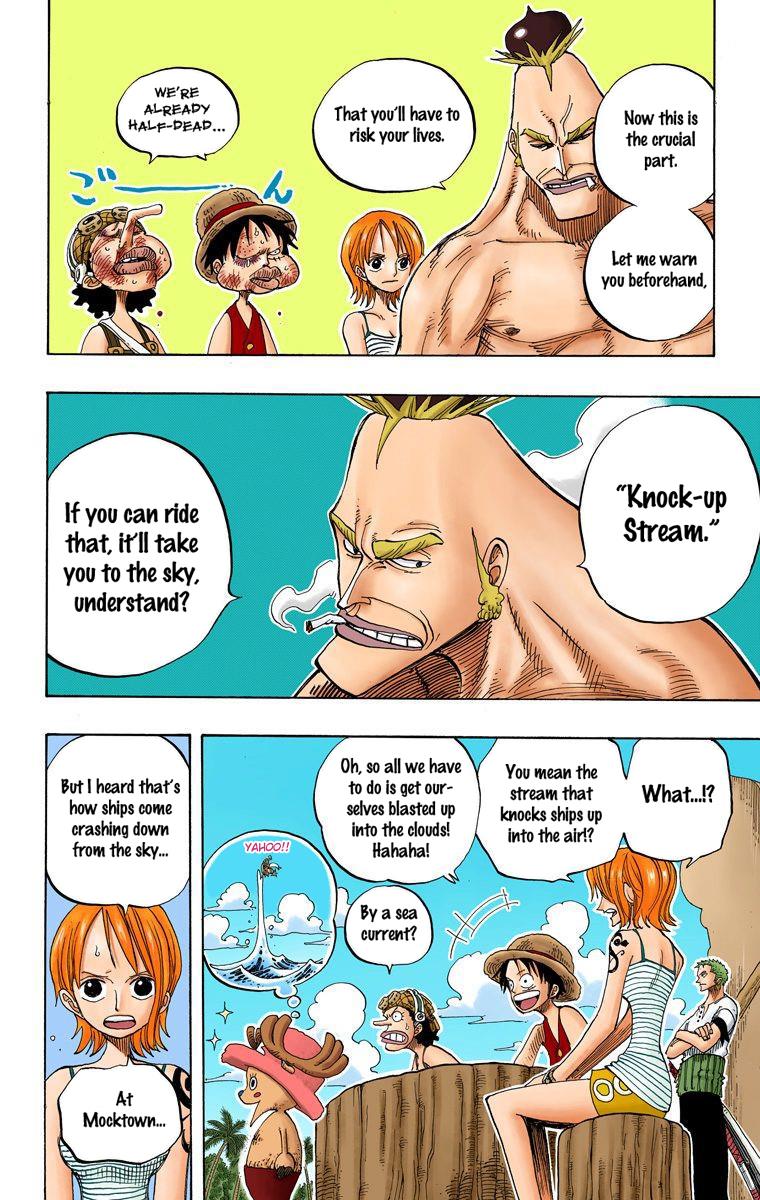 Now this is
the crucial
part.
Let me warn
you beforehand,
That you'll have to
risk your lives.
WE'RE
ALREADY
HALF-DEAD...
ごーん
"Knock-up
Stream."
If you can ride
that, it'll take
you to the sky,
understand?
What...!?
You mean the
stream that
knocks ships up
into the air!?
Oh, so all we have
to do is get our-
selves blasted up
into the clouds!
Hahaha!
By a sea
current?
YAHOO!!
But I heard that's
how ships come
crashing down
from the sky...
At
Mocktown...